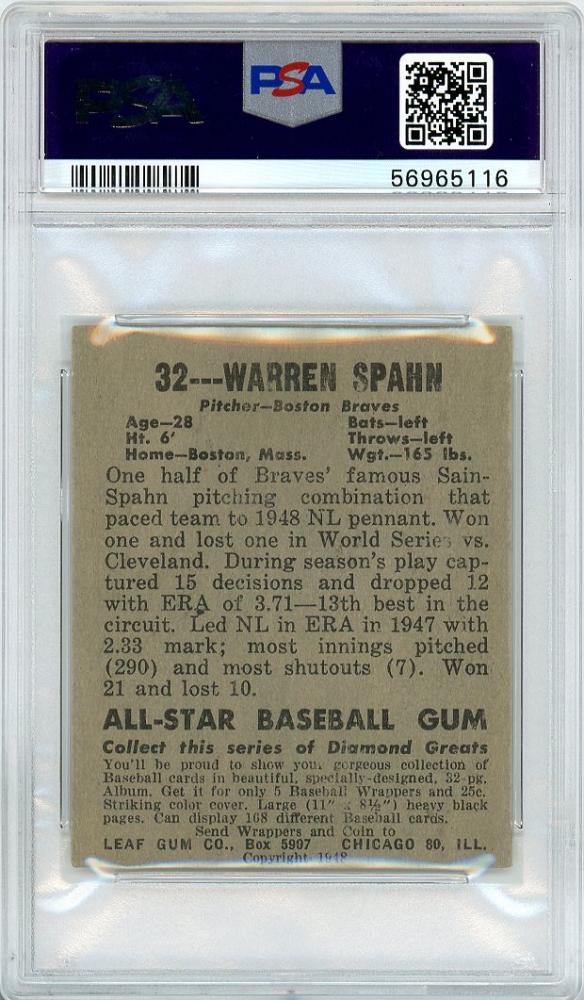 PSA
PSA
56965116
32---WARREN SPAHN
Pitcher—Boston Braves
Age—28 Bats—left
Ht. 6' Throws—left
Home—Boston, Mass. Wgt.—165 lbs.
One half of Braves' famous Sain-
Spahn pitching combination that
paced team to 1948 NL pennant. Won
one and lost one in World Series vs.
Cleveland. During season's play cap-
tured 15 decisions and dropped 12
with ERA of 3.71—13th best in the
circuit. Led NL in ERA in 1947 with
2.33 mark; most innings pitched
(290) and most shutouts (7). Won
21 and lost 10.
ALL-STAR BASEBALL GUM
Collect this series of Diamond Greats
You'll be proud to show your gorgeous collection of
Baseball cards in beautiful, specially-designed, 32-pg.
Album. Get it for only 5 Baseball Wrappers and 25c.
Striking color cover. Large (11" x 8½") heavy black
pages. Can display 168 different Baseball cards.
Send Wrappers and Coin to
LEAF GUM CO., Box 5907 CHICAGO 80, ILL.
Copyright 1948